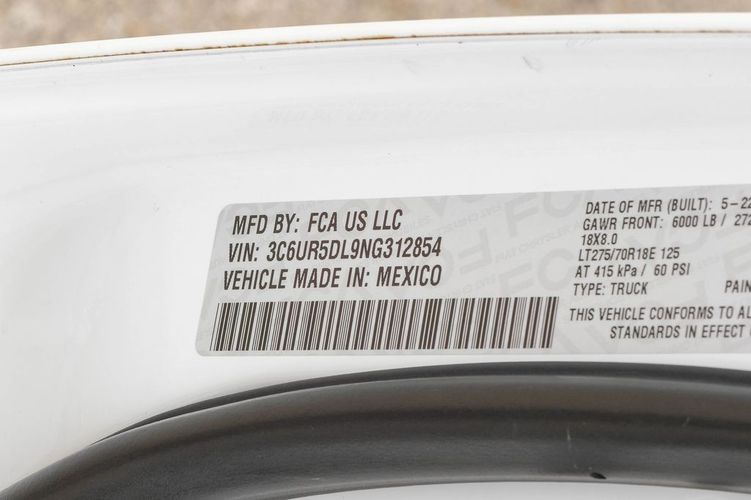 MFD BY: FCA US LLC
VIN: 3C6UR5DL9NG312854
VEHICLE MADE IN: MEXICO
DATE OF MFR (BUILT): 5-22
GAWR FRONT: 6000 LB / 272
18X8.0
LT275/70R18E 125
AT 415 kPa / 60 PSI
TYPE: TRUCK PAIN
THIS VEHICLE CONFORMS TO AL
STANDARDS IN EFFECT